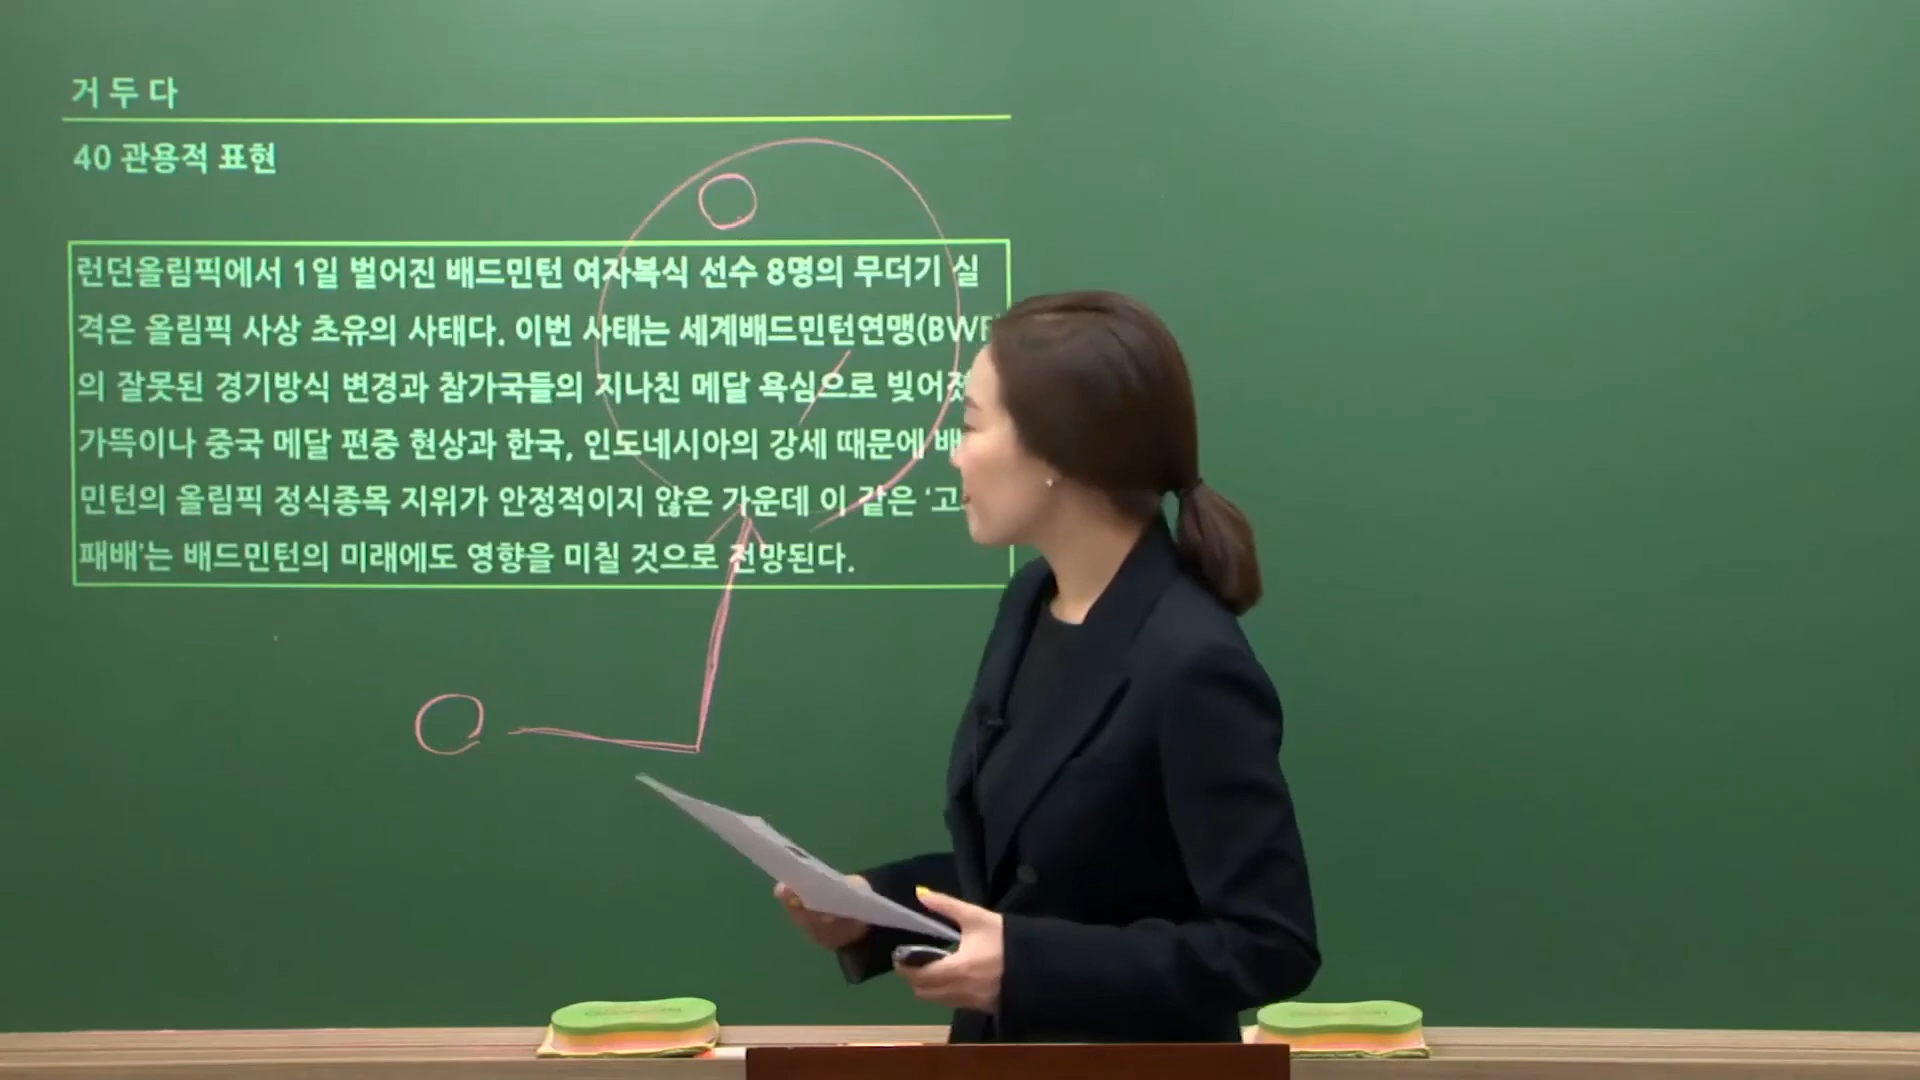 거 두 다
40 관용적 표현
런던올림픽에서 1일 벌어진 배드민턴 여자복식 선수 8명의 무더기 실
격은 올림픽 사상 초유의 사태다. 이번 사태는 세계배드민턴연맹(BWF
의 잘못된 경기방식 변경과 참가국들의 지나친 메달 욕심으로 빚어졌
가뜩이나 중국 메달 편중 현상과 한국, 인도네시아의 강세 때문에 배
민턴의 올림픽 정식종목 지위가 안정적이지 않은 가운데 이 같은 ‘고
패배’는 배드민턴의 미래에도 영향을 미칠 것으로 전망된다.